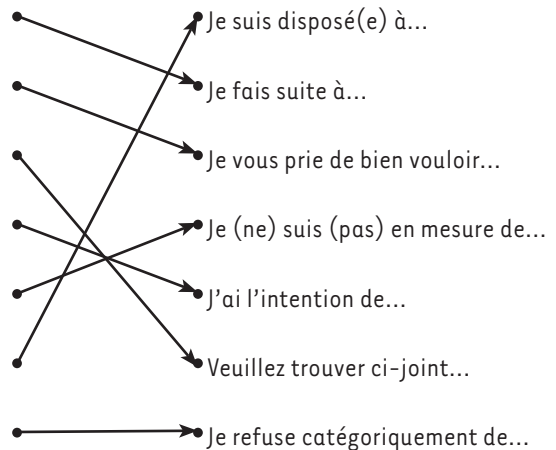 Je suis disposé(e) à...
Je fais suite à...
Je vous prie de bien vouloir...
Je (ne) suis (pas) en mesure de...
J'ai l'intention de...
Veuillez trouver ci-joint...
Je refuse catégoriquement de...